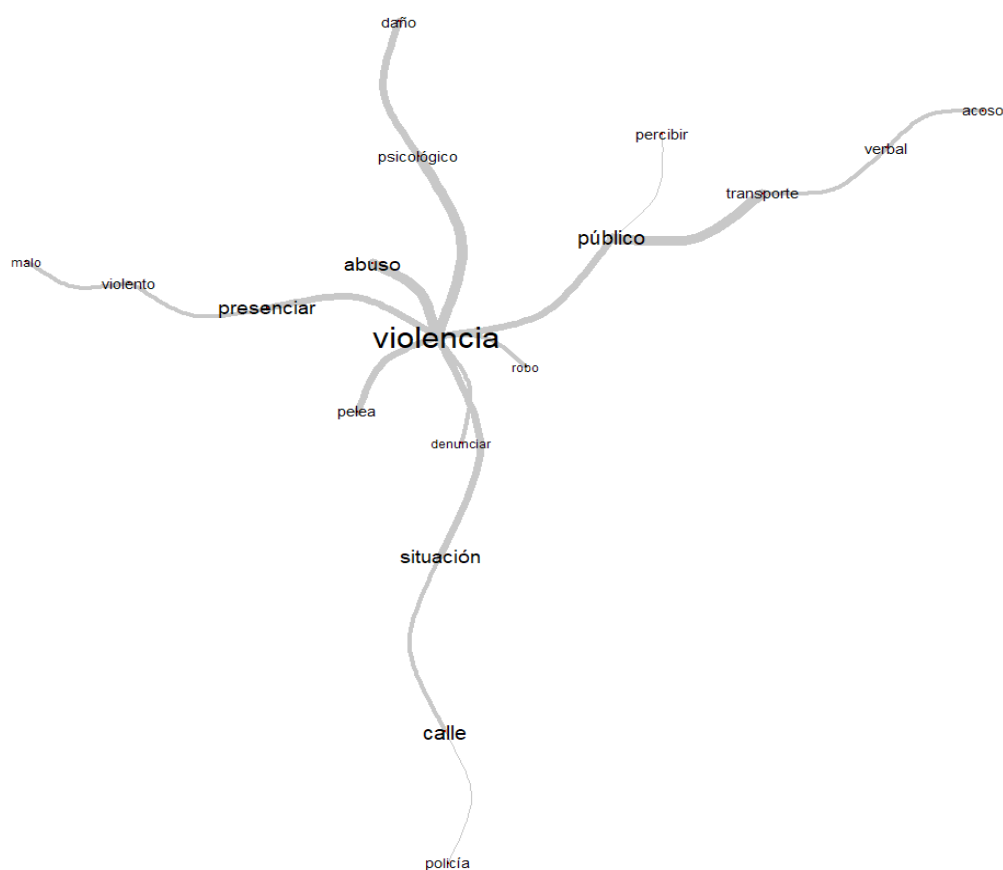 daño
acoso
percibir
verbal
psicológico
transporte
público
abuso
malo
violento
presenciar
violencia
robo
pelea
denunciar
situación
calle
policía